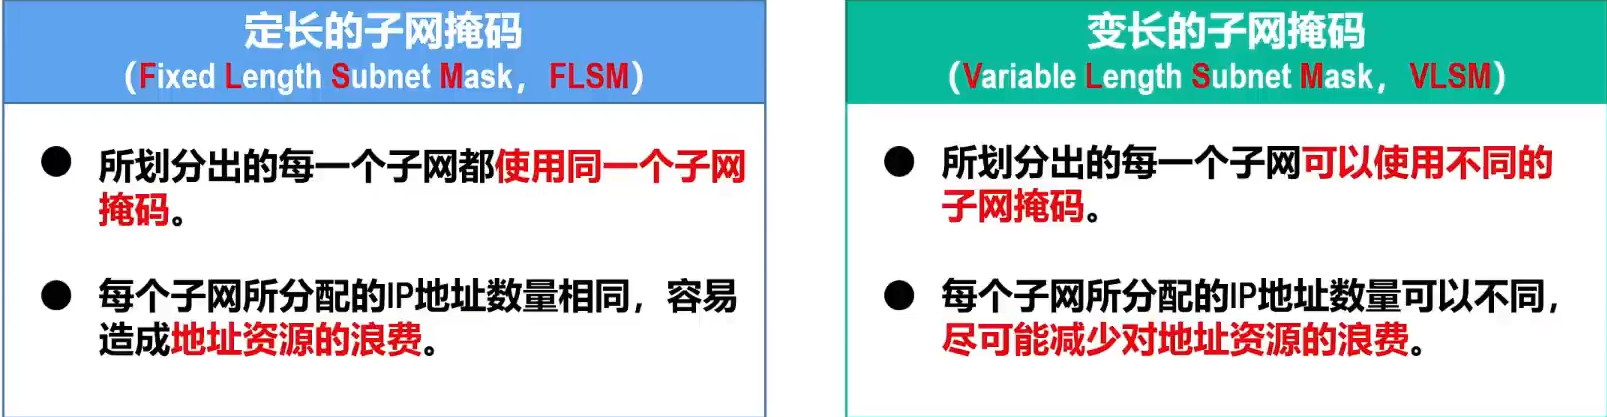 定长的子网掩码
（Fixed Length Subnet Mask，FLSM）
● 所划分出的每一个子网都使用同一个子网
掩码。
● 每个子网所分配的IP地址数量相同，容易
造成地址资源的浪费。
变长的子网掩码
（Variable Length Subnet Mask，VLSM）
● 所划分出的每一个子网可以使用不同的
子网掩码。
● 每个子网所分配的IP地址数量可以不同，
尽可能减少对地址资源的浪费。